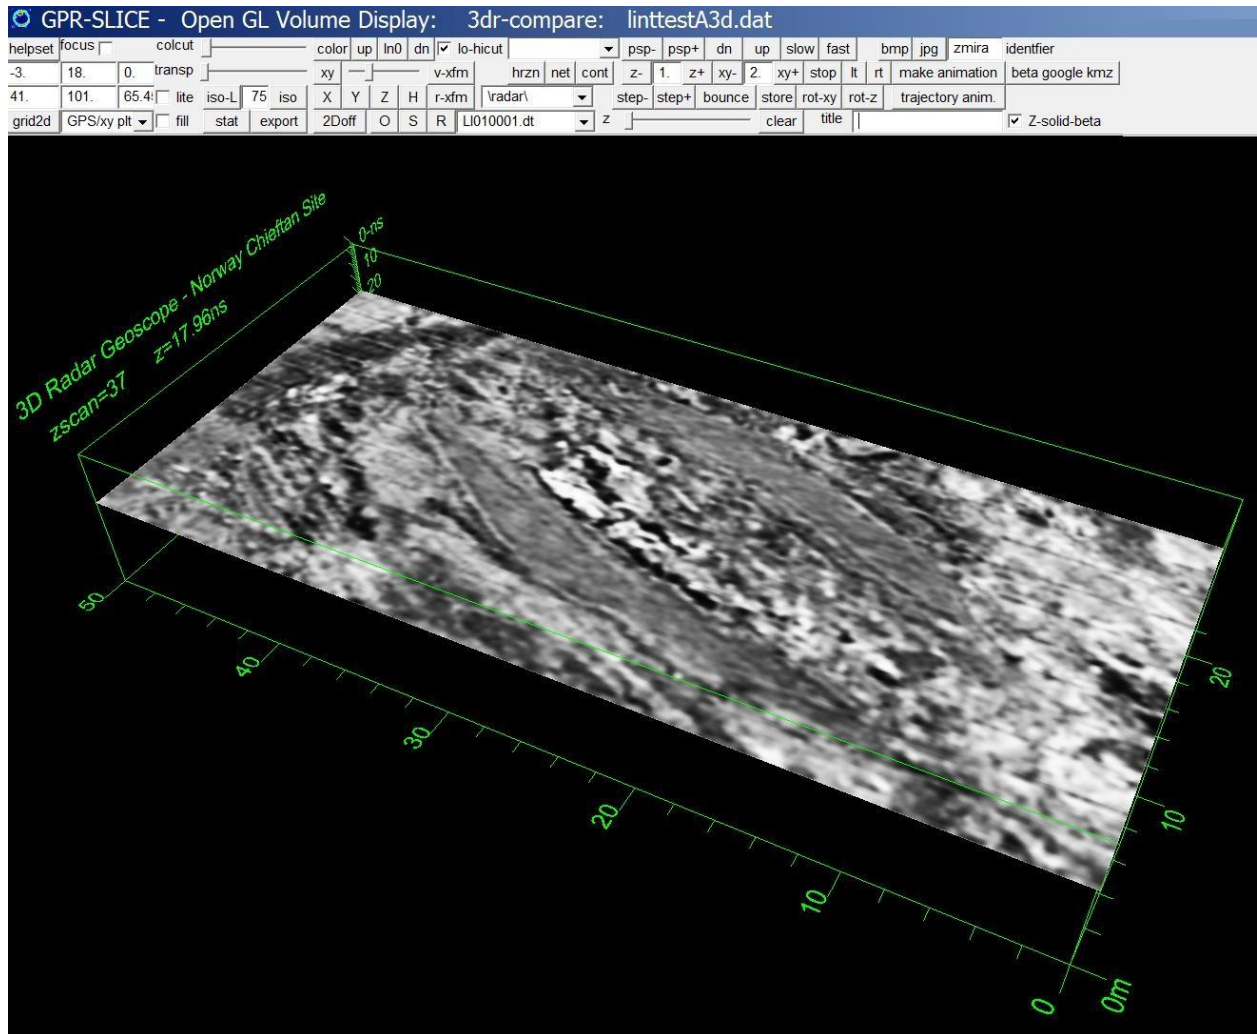 GPR-SLICE - Open GL Volume Display: 3dr-compare: linttestA3d.dat
helpset focus colcut color up ln0 dn lo-hicut psp- psp+ dn up slow fast bmp jpg zmira identfier
-3. 18. 0. transp xy v-xfm hrzn net cont z- 1. z+ xy- 2. xy+ stop lt rt make animation beta google kmz
41. 101. lite iso-L 75 iso X Y Z H r-xfm \radar\ step- step+ bounce store rot-xy rot-z trajectory anim.
grid2d GPS/xy plt fill stat export 2Doff O S R LI010001.dt z clear title Z-solid-beta
3D Radar Geoscope - Norway Chieftan Site
zscan=37 z=17.96ns
0-ns
10
20
50
40
30
20
10
0
0m
10
20